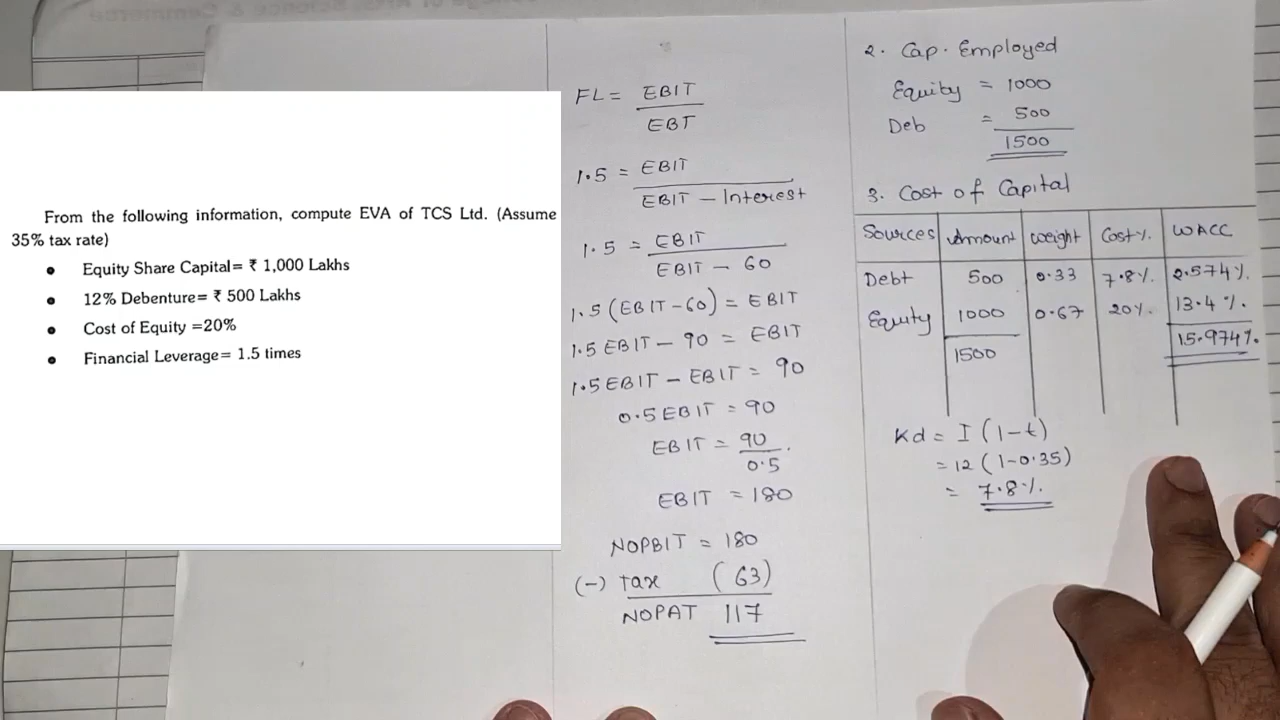 From the following information, compute EVA of TCS Ltd. (Assume
35% tax rate)
• Equity Share Capital= ₹ 1,000 Lakhs
• 12% Debenture= ₹ 500 Lakhs
• Cost of Equity =20%
• Financial Leverage= 1.5 times
FL = EBIT
EBT
1.5 = EBIT
EBIT - Interest
1.5 = EBIT
EBIT - 60
1.5 (EBIT-60) = EBIT
1.5 EBIT - 90 = EBIT
1.5 EBIT - EBIT = 90
0.5 EBIT = 90
EBIT = 90
0.5
EBIT = 180
NOPBIT = 180
(-) tax (63)
NOPAT 117
2. Cap. Employed
Equity = 1000
Deb = 500
1500
3. Cost of Capital
Sources Amount weight Cost% WACC
Debt 500 0.33 7.8% 2.574%
Equity 1000 0.67 20% 13.4%
1500 15.974%
Kd = I (1-t)
= 12 (1-0.35)
= 7.8%